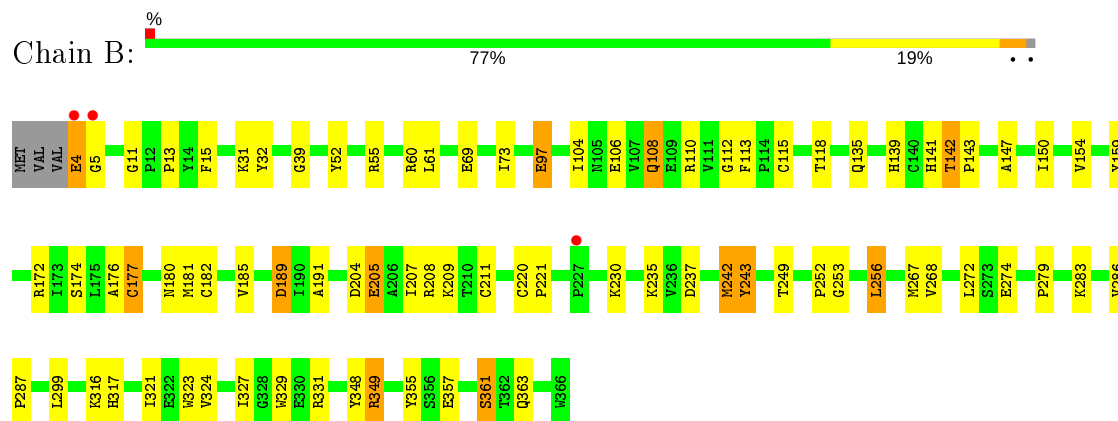 %
Chain B:
77%
19%
MET VAL VAL E4 G5 G11 P12 P13 Y14 F15 K31 Y32 G39 Y52 R55 R60 L61 E69 I73 E97 I104 N105 E106 V107 Q108 E109 R110 V111 G112 F113 P114 C115 T118 Q135 H139 C140 H141 T142 P143 A147 I150 V154 Y159
R172 I173 S174 L175 A176 C177 N180 M181 C182 V185 D189 I190 A191 D204 E205 A206 I207 R208 K209 T210 C211 C220 P221 P227 K230 K235 V236 D237 M242 Y243 T249 P252 G253 L256 M267 V268 L272 S273 E274 P279 K283 V286
P287 L299 K316 H317 I321 E322 W323 V324 I327 G328 W329 E330 R331 Y348 R349 Y355 S356 E357 S361 T362 Q363 W366